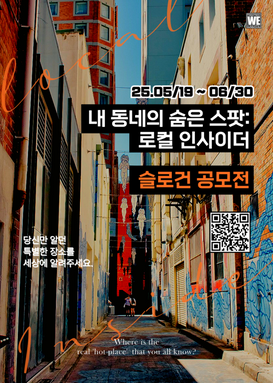 WE
local
25.05/19 ~ 06/30
내 동네의 숨은 스팟:
로컬 인사이더
슬로건 공모전
당신만 알던
특별한 장소를
세상에 알려주세요.
"Where is the
real 'hot place' that you all know?"